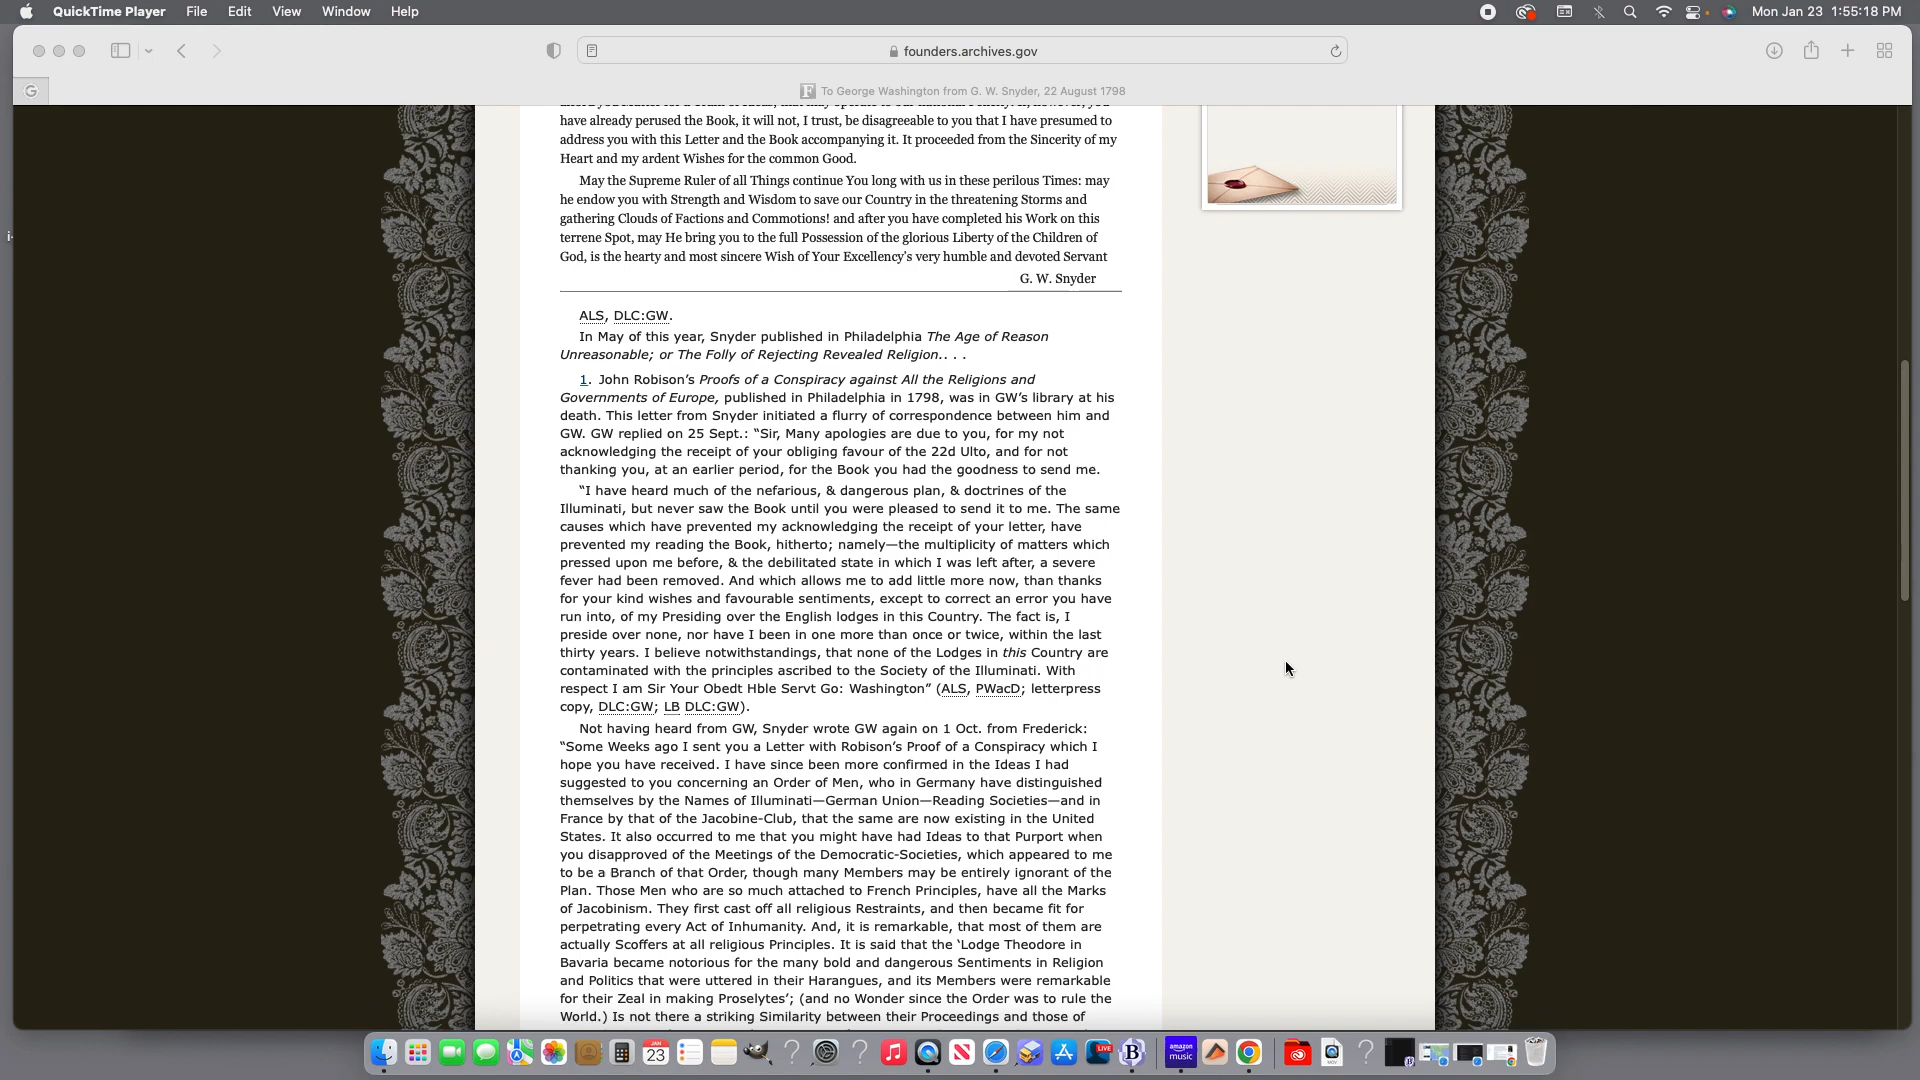 QuickTime Player File Edit View Window Help Mon Jan 23 1:55:18 PM
founders.archives.gov
G F To George Washington from G. W. Snyder, 22 August 1798
have already perused the Book, it will not, I trust, be disagreeable to you that I have presumed to
address you with this Letter and the Book accompanying it. It proceeded from the Sincerity of my
Heart and my ardent Wishes for the common Good.
May the Supreme Ruler of all Things continue You long with us in these perilous Times: may
he endow you with Strength and Wisdom to save our Country in the threatening Storms and
gathering Clouds of Factions and Commotions! and after you have completed his Work on this
terrene Spot, may He bring you to the full Possession of the glorious Liberty of the Children of
God, is the hearty and most sincere Wish of Your Excellency's very humble and devoted Servant
G. W. Snyder
ALS, DLC:GW.
In May of this year, Snyder published in Philadelphia The Age of Reason
Unreasonable; or The Folly of Rejecting Revealed Religion.. . .
1. John Robison's Proofs of a Conspiracy against All the Religions and
Governments of Europe, published in Philadelphia in 1798, was in GW's library at his
death. This letter from Snyder initiated a flurry of correspondence between him and
GW. GW replied on 25 Sept.: “Sir, Many apologies are due to you, for my not
acknowledging the receipt of your obliging favour of the 22d Ulto, and for not
thanking you, at an earlier period, for the Book you had the goodness to send me.
“I have heard much of the nefarious, & dangerous plan, & doctrines of the
Illuminati, but never saw the Book until you were pleased to send it to me. The same
causes which have prevented my acknowledging the receipt of your letter, have
prevented my reading the Book, hitherto; namely—the multiplicity of matters which
pressed upon me before, & the debilitated state in which I was left after, a severe
fever had been removed. And which allows me to add little more now, than thanks
for your kind wishes and favourable sentiments, except to correct an error you have
run into, of my Presiding over the English lodges in this Country. The fact is, I
preside over none, nor have I been in one more than once or twice, within the last
thirty years. I believe notwithstandings, that none of the Lodges in this Country are
contaminated with the principles ascribed to the Society of the Illuminati. With
respect I am Sir Your Obedt Hble Servt Go: Washington” (ALS, PWacD; letterpress
copy, DLC:GW; LB DLC:GW).
Not having heard from GW, Snyder wrote GW again on 1 Oct. from Frederick:
“Some Weeks ago I sent you a Letter with Robison's Proof of a Conspiracy which I
hope you have received. I have since been more confirmed in the Ideas I had
suggested to you concerning an Order of Men, who in Germany have distinguished
themselves by the Names of Illuminati—German Union—Reading Societies—and in
France by that of the Jacobine-Club, that the same are now existing in the United
States. It also occurred to me that you might have had Ideas to that Purport when
you disapproved of the Meetings of the Democratic-Societies, which appeared to me
to be a Branch of that Order, though many Members may be entirely ignorant of the
Plan. Those Men who are so much attached to French Principles, have all the Marks
of Jacobinism. They first cast off all religious Restraints, and then became fit for
perpetrating every Act of Inhumanity. And, it is remarkable, that most of them are
actually Scoffers at all religious Principles. It is said that the ‘Lodge Theodore in
Bavaria became notorious for the many bold and dangerous Sentiments in Religion
and Politics that were uttered in their Harangues, and its Members were remarkable
for their Zeal in making Proselytes’; (and no Wonder since the Order was to rule the
World.) Is not there a striking Similarity between their Proceedings and those of
JAN 23 LIVE B amazon music